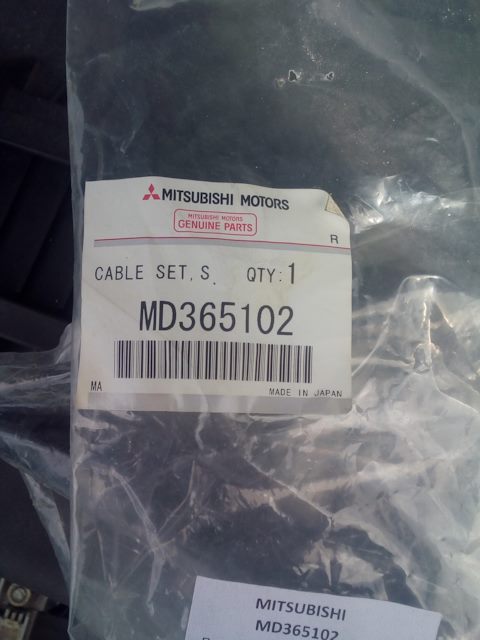 MITSUBISHI MOTORS
MITSUBISHI MOTORS
GENUINE PARTS
R
CABLE SET, S. QTY:1
MD365102
MA MADE IN JAPAN
MITSUBISHI
MD365102